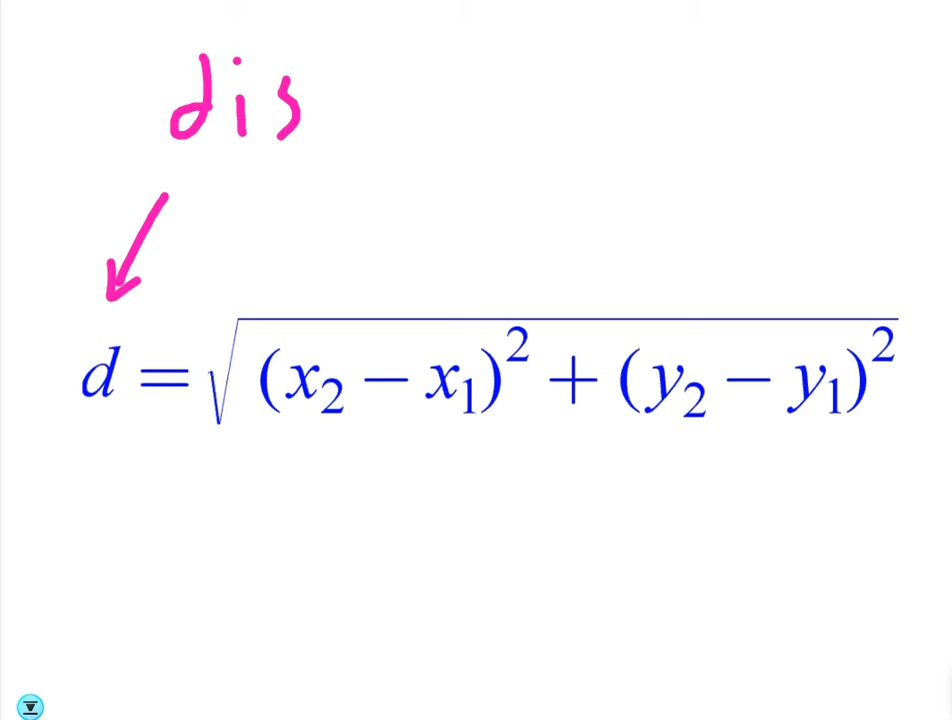 dis
d = √(x₂ − x₁)² + (y₂ − y₁)²